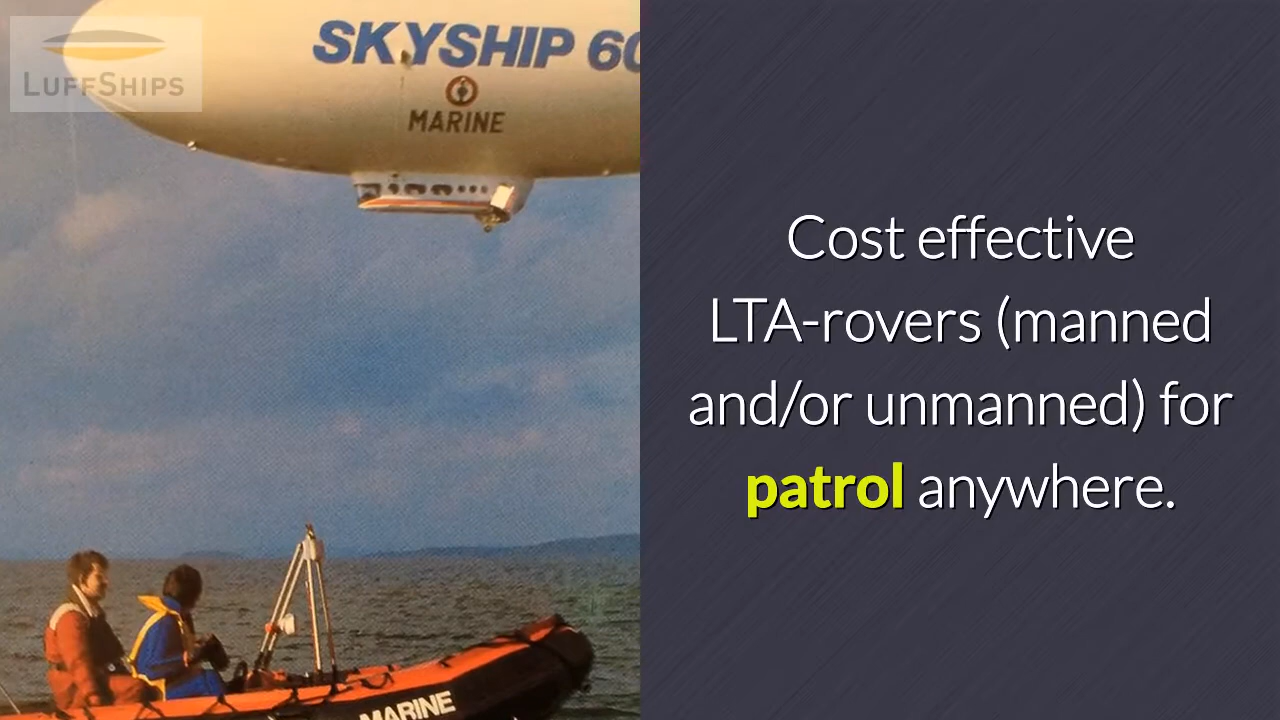 LUFFSHIPS
SKYSHIP 60
MARINE
MARINE
Cost effective
LTA-rovers (manned
and/or unmanned) for
patrol anywhere.